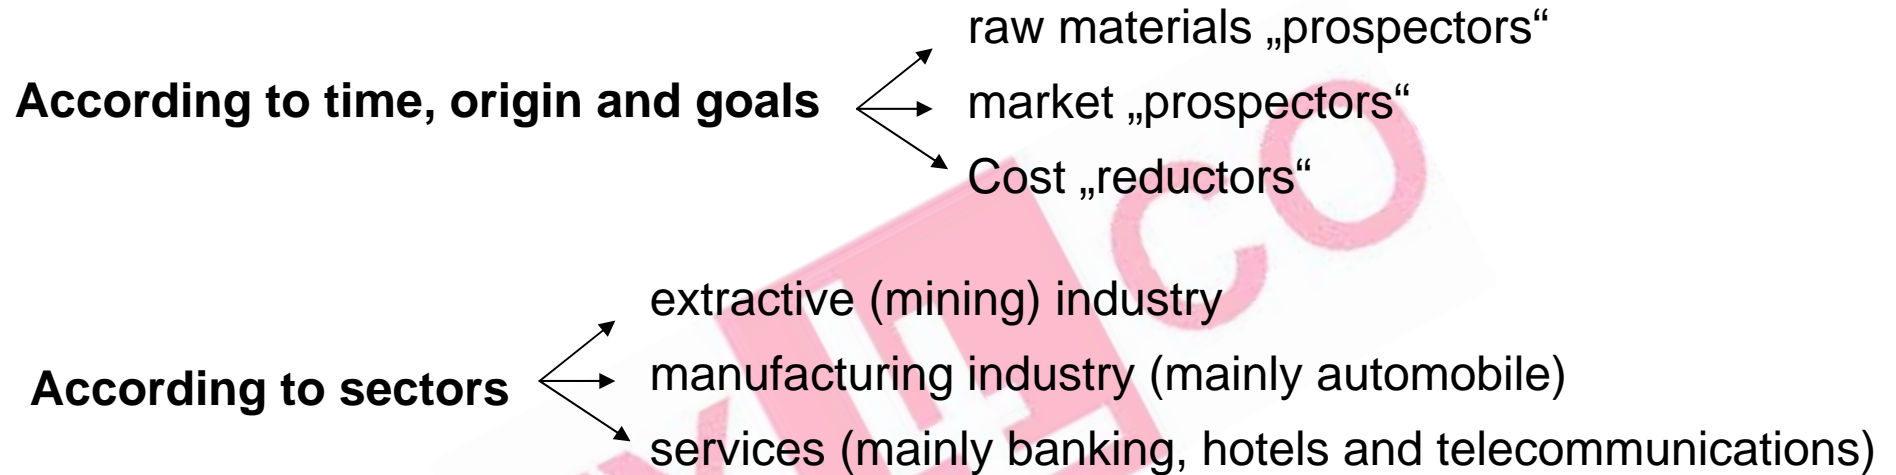 raw materials „prospectors“
According to time, origin and goals
market „prospectors“
Cost „reductors“
extractive (mining) industry
According to sectors
manufacturing industry (mainly automobile)
services (mainly banking, hotels and telecommunications)
CO